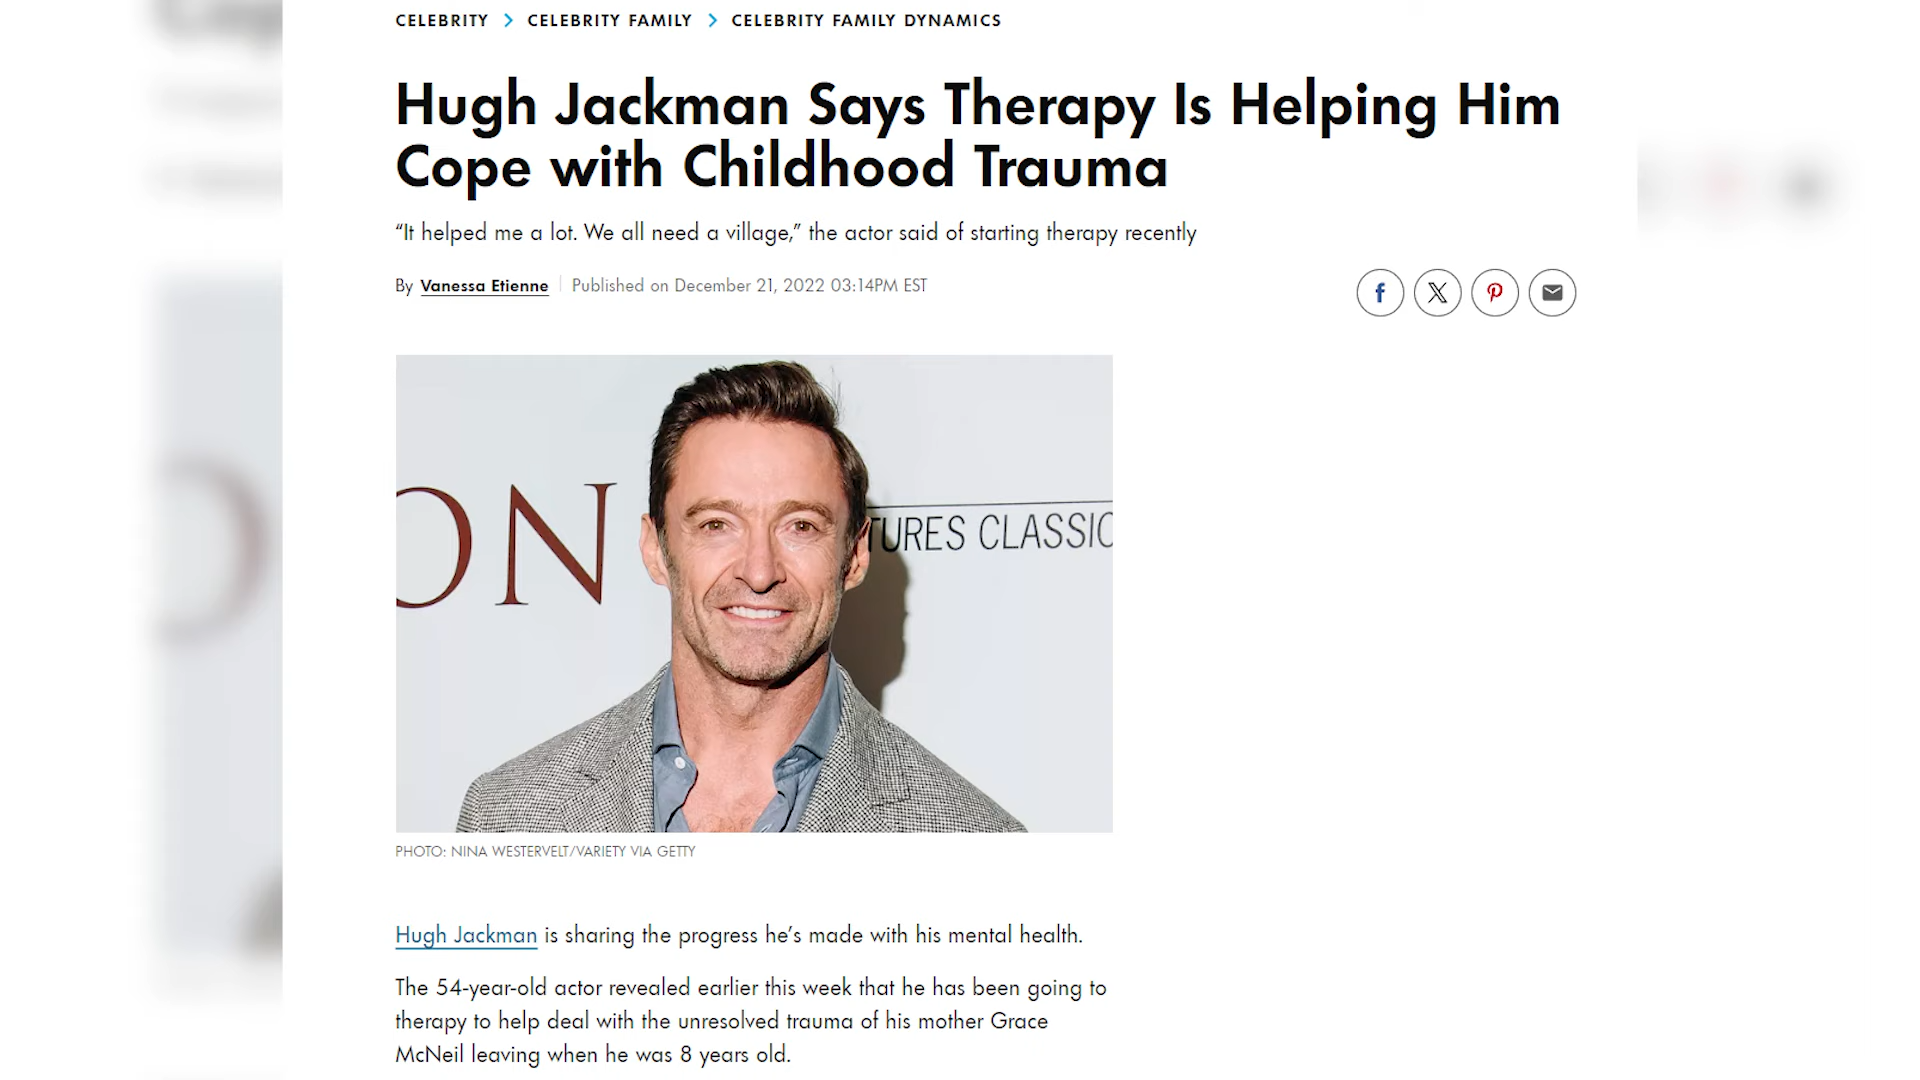 CELEBRITY > CELEBRITY FAMILY > CELEBRITY FAMILY DYNAMICS
Hugh Jackman Says Therapy Is Helping Him
Cope with Childhood Trauma
“It helped me a lot. We all need a village,” the actor said of starting therapy recently
By Vanessa Etienne | Published on December 21, 2022 03:14PM EST
ON
TURES CLASSIC
PHOTO: NINA WESTERVELT/VARIETY VIA GETTY
Hugh Jackman is sharing the progress he’s made with his mental health.
The 54-year-old actor revealed earlier this week that he has been going to
therapy to help deal with the unresolved trauma of his mother Grace
McNeil leaving when he was 8 years old.